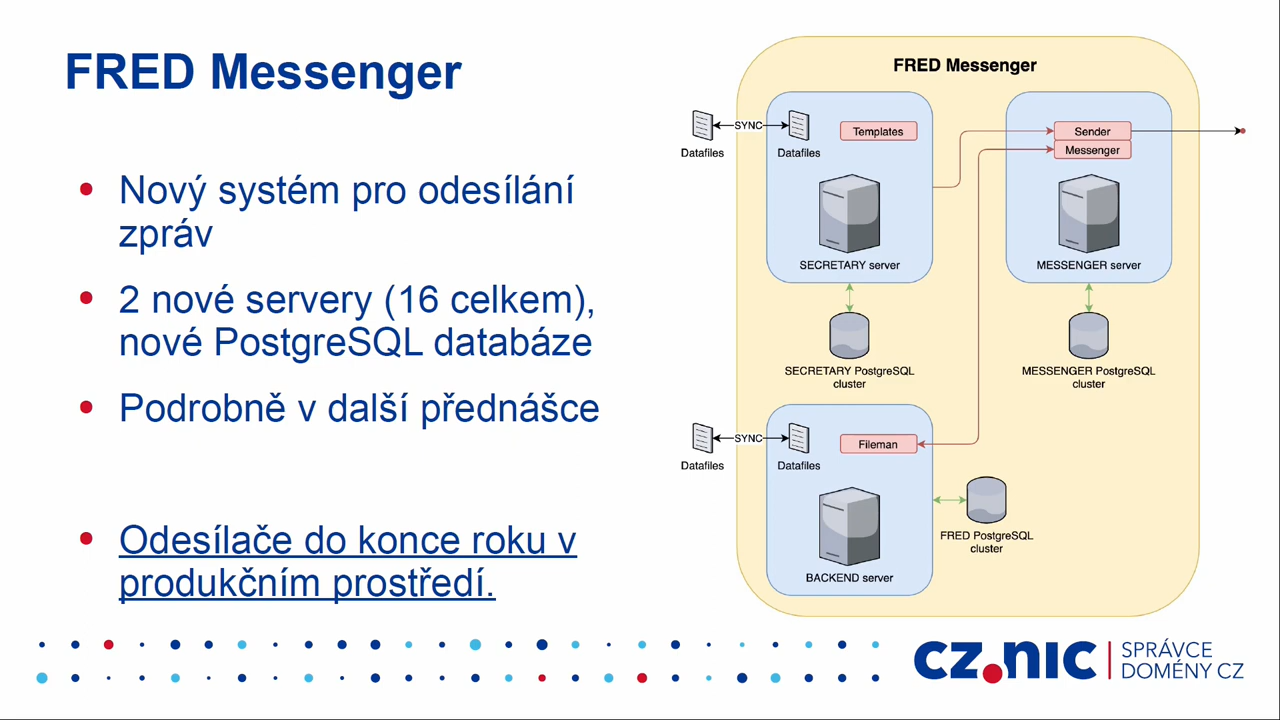 FRED Messenger
Nový systém pro odesílání
zpráv
2 nové servery (16 celkem),
nové PostgreSQL databáze
Podrobně v další přednášce
Odesílače do konce roku v
produkčním prostředí.
FRED Messenger
SYNC
Datafiles
Datafiles
Templates
SECRETARY server
Sender
Messenger
MESSENGER server
SECRETARY PostgreSQL
cluster
MESSENGER PostgreSQL
cluster
SYNC
Datafiles
Datafiles
Fileman
BACKEND server
FRED PostgreSQL
cluster
CZ.NIC
SPRÁVCE
DOMÉNY CZ